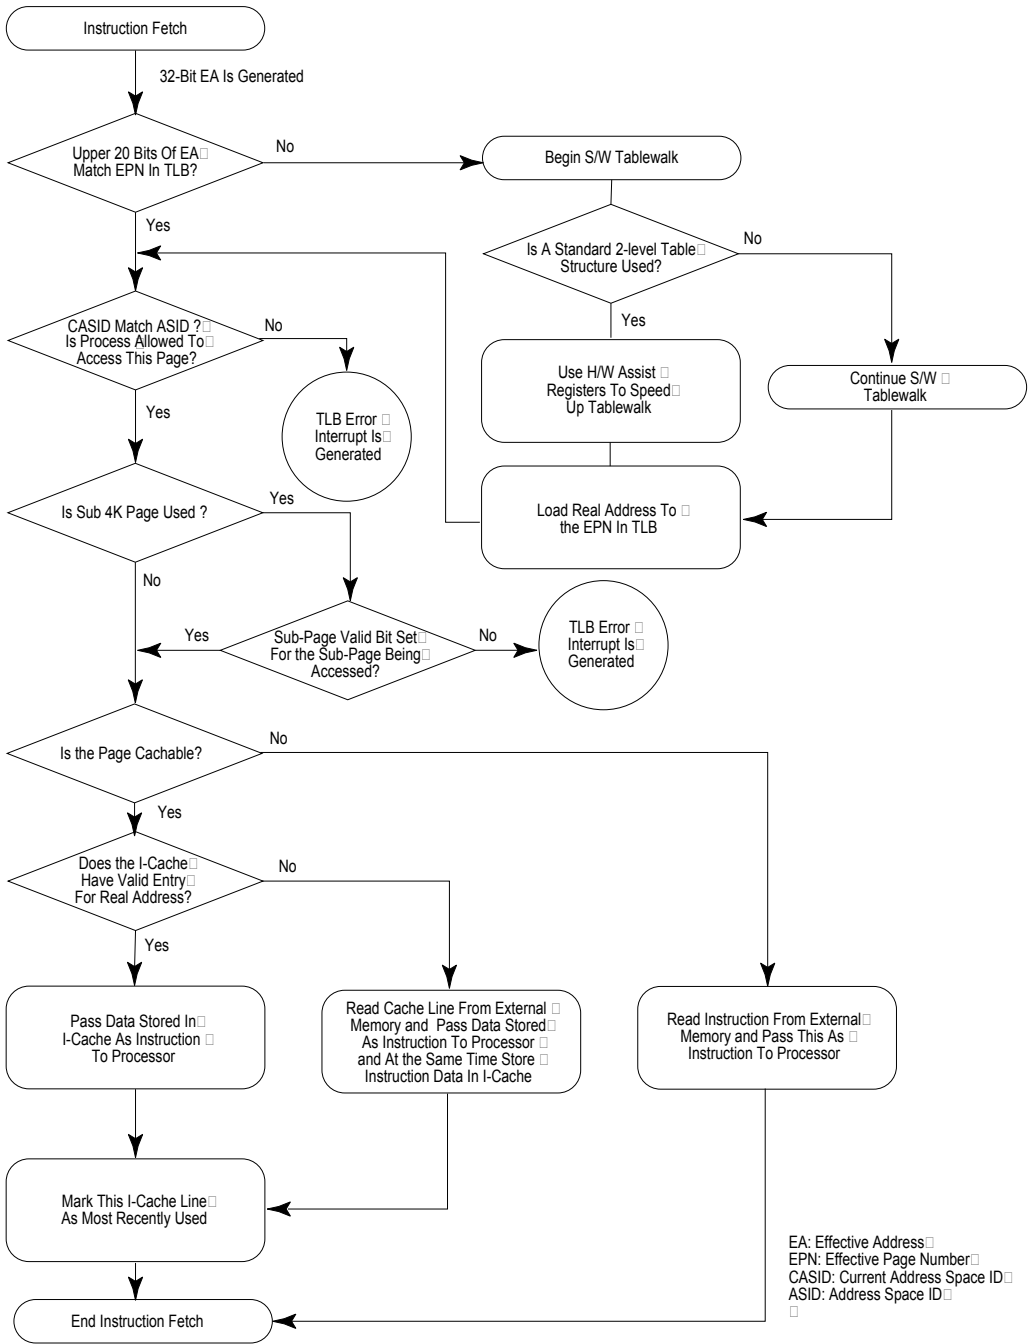 Instruction Fetch
32-Bit EA Is Generated
Upper 20 Bits Of EA
Match EPN In TLB?
No
Begin S/W Tablewalk
Yes
Is A Standard 2-level Table
Structure Used?
No
Yes
CASID Match ASID ?
Is Process Allowed To
Access This Page?
No
Use H/W Assist
Registers To Speed
Up Tablewalk
Continue S/W
Tablewalk
Yes
TLB Error
Interrupt Is
Generated
Is Sub 4K Page Used ?
Yes
Load Real Address To
the EPN In TLB
No
Yes
Sub-Page Valid Bit Set
For the Sub-Page Being
Accessed?
No
TLB Error
Interrupt Is
Generated
Is the Page Cachable?
No
Yes
Does the I-Cache
Have Valid Entry
For Real Address?
No
Yes
Pass Data Stored In
I-Cache As Instruction
To Processor
Read Cache Line From External
Memory and Pass Data Stored
As Instruction To Processor
and At the Same Time Store
Instruction Data In I-Cache
Read Instruction From External
Memory and Pass This As
Instruction To Processor
Mark This I-Cache Line
As Most Recently Used
End Instruction Fetch
EA: Effective Address
EPN: Effective Page Number
CASID: Current Address Space ID
ASID: Address Space ID